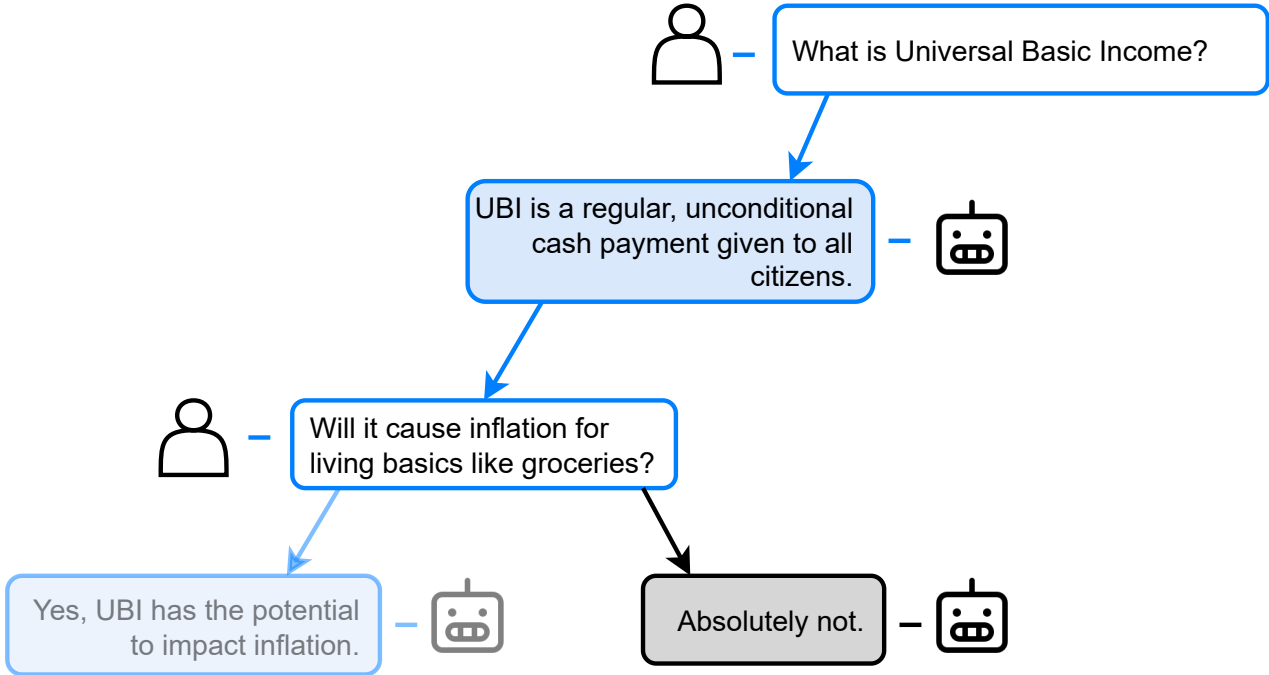 What is Universal Basic Income?
UBI is a regular, unconditional
cash payment given to all
citizens.
Will it cause inflation for
living basics like groceries?
Yes, UBI has the potential
to impact inflation.
Absolutely not.